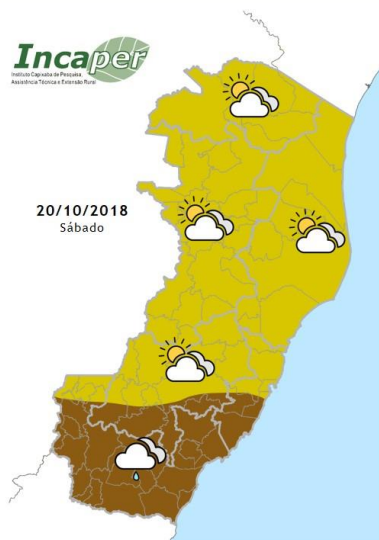 Incaper
Instituto Capixaba de Pesquisa,
Assistência Técnica e Extensão Rural
20/10/2018
Sábado